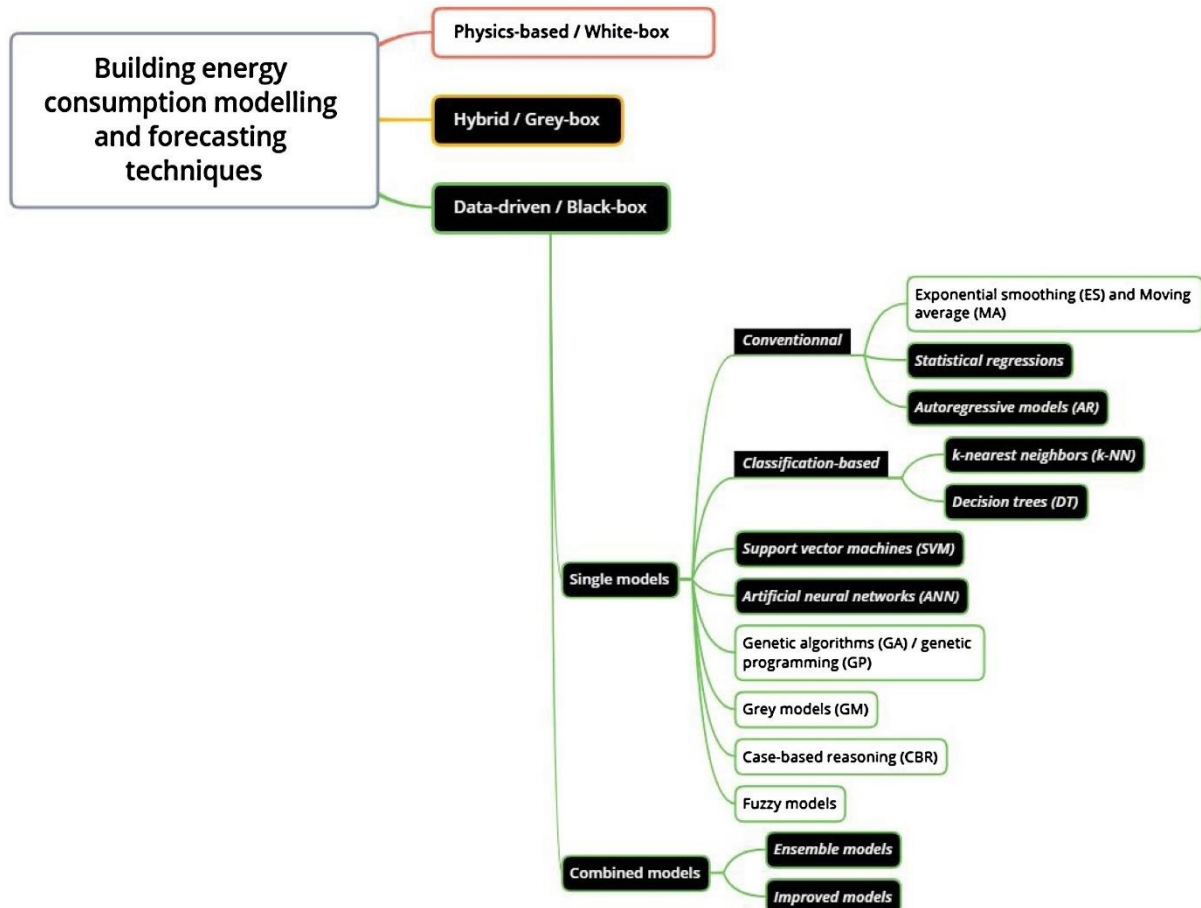 Building energy
consumption modelling
and forecasting
techniques
Physics-based / White-box
Hybrid / Grey-box
Data-driven / Black-box
Single models
Conventionnal
Exponential smoothing (ES) and Moving
average (MA)
Statistical regressions
Autoregressive models (AR)
Classification-based
k-nearest neighbors (k-NN)
Decision trees (DT)
Support vector machines (SVM)
Artificial neural networks (ANN)
Genetic algorithms (GA) / genetic
programming (GP)
Grey models (GM)
Case-based reasoning (CBR)
Fuzzy models
Combined models
Ensemble models
Improved models